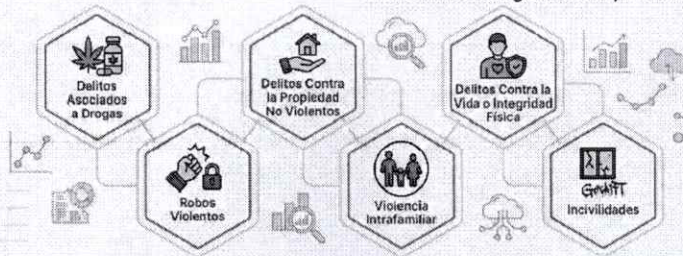 Delitos
Asociados
a Drogas
Delitos Contra
la Propiedad
No Violentos
Delitos Contra la
Vida o Integridad
Física
Robos
Violentos
Violencia
Intrafamiliar
Incivilidades